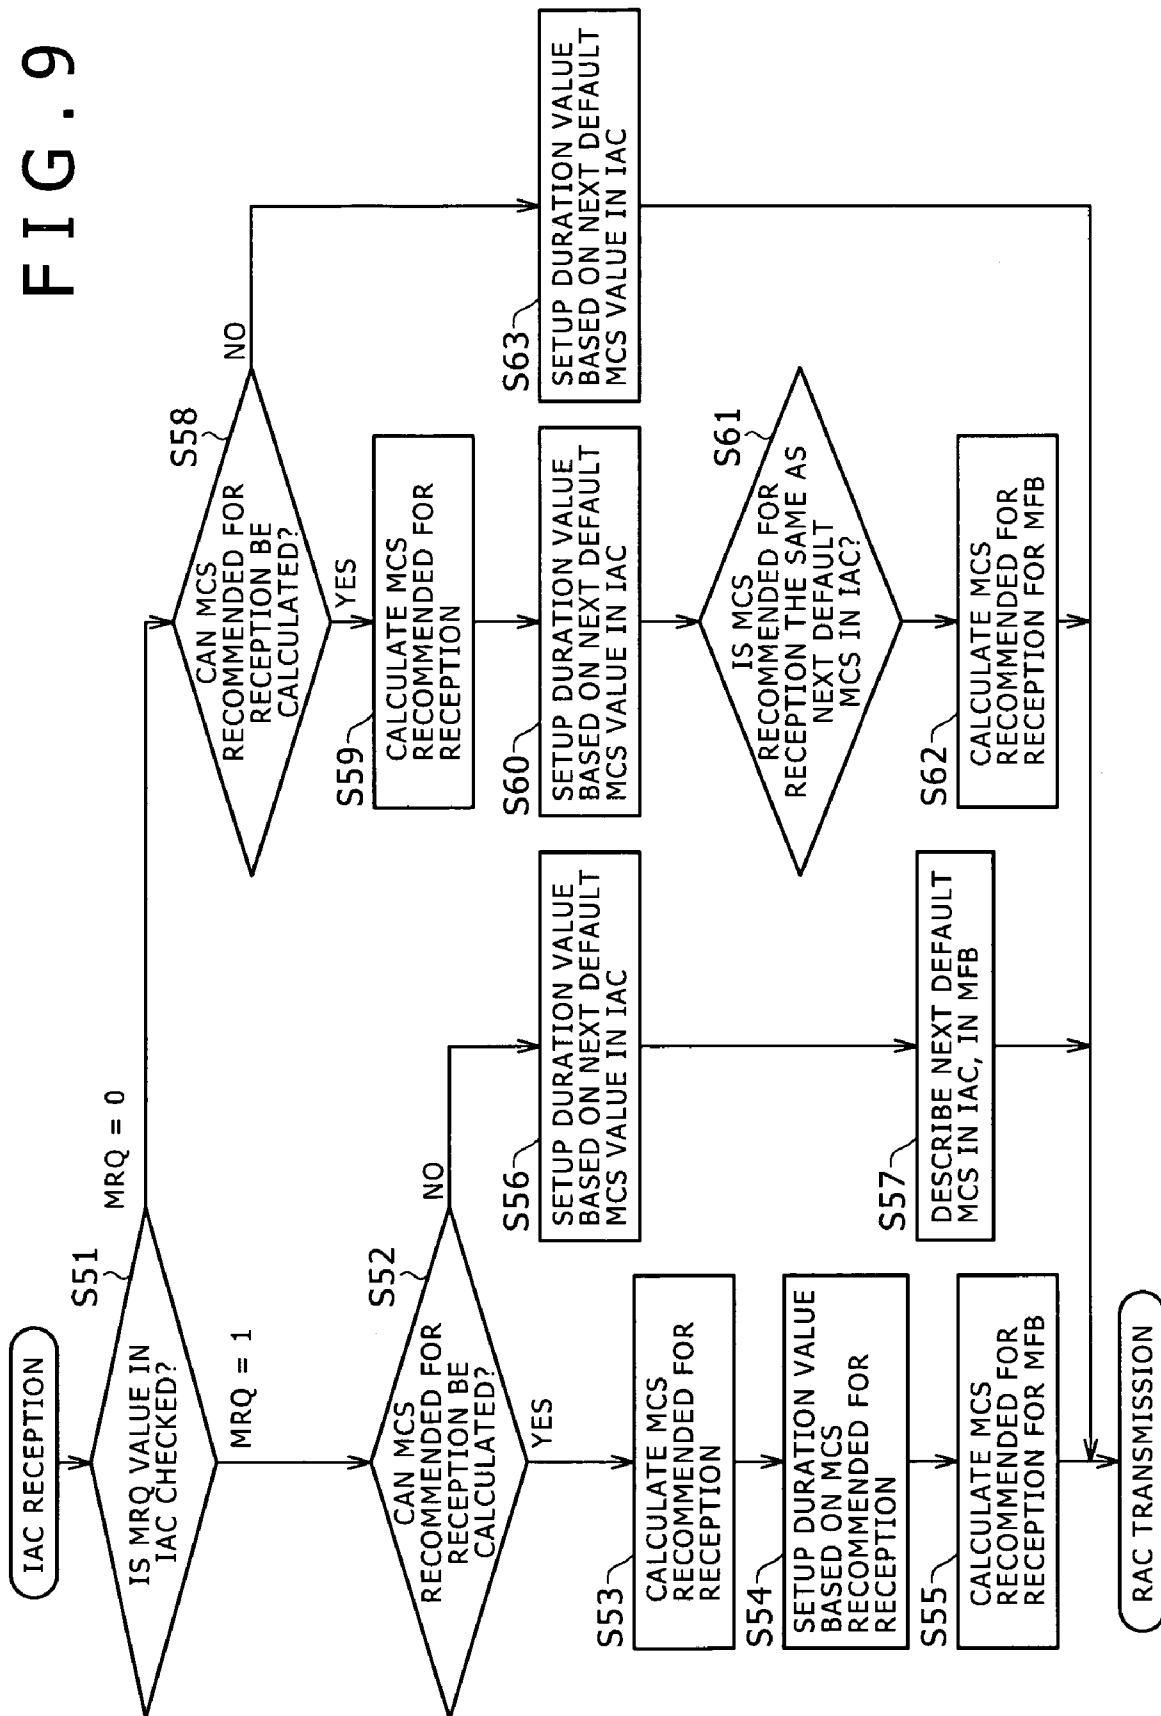 FIG.9
IAC RECEPTION
S51
IS MRQ VALUE IN
IAC CHECKED?
MRQ = 0
MRQ = 1
S52
CAN MCS
RECOMMENDED FOR
RECEPTION BE
CALCULATED?
NO
YES
S53
CALCULATE MCS
RECOMMENDED FOR
RECEPTION
S54
SETUP DURATION VALUE
BASED ON MCS
RECOMMENDED FOR
RECEPTION
S55
CALCULATE MCS
RECOMMENDED FOR
RECEPTION FOR MFB
S56
SETUP DURATION VALUE
BASED ON NEXT DEFAULT
MCS VALUE IN IAC
S57
DESCRIBE NEXT DEFAULT
MCS IN IAC, IN MFB
S58
CAN MCS
RECOMMENDED FOR
RECEPTION BE
CALCULATED?
NO
YES
S59
CALCULATE MCS
RECOMMENDED FOR
RECEPTION
S60
SETUP DURATION VALUE
BASED ON NEXT DEFAULT
MCS VALUE IN IAC
S61
IS MCS
RECOMMENDED FOR
RECEPTION THE SAME AS
NEXT DEFAULT
MCS IN IAC?
S62
CALCULATE MCS
RECOMMENDED FOR
RECEPTION FOR MFB
S63
SETUP DURATION VALUE
BASED ON NEXT DEFAULT
MCS VALUE IN IAC
RAC TRANSMISSION